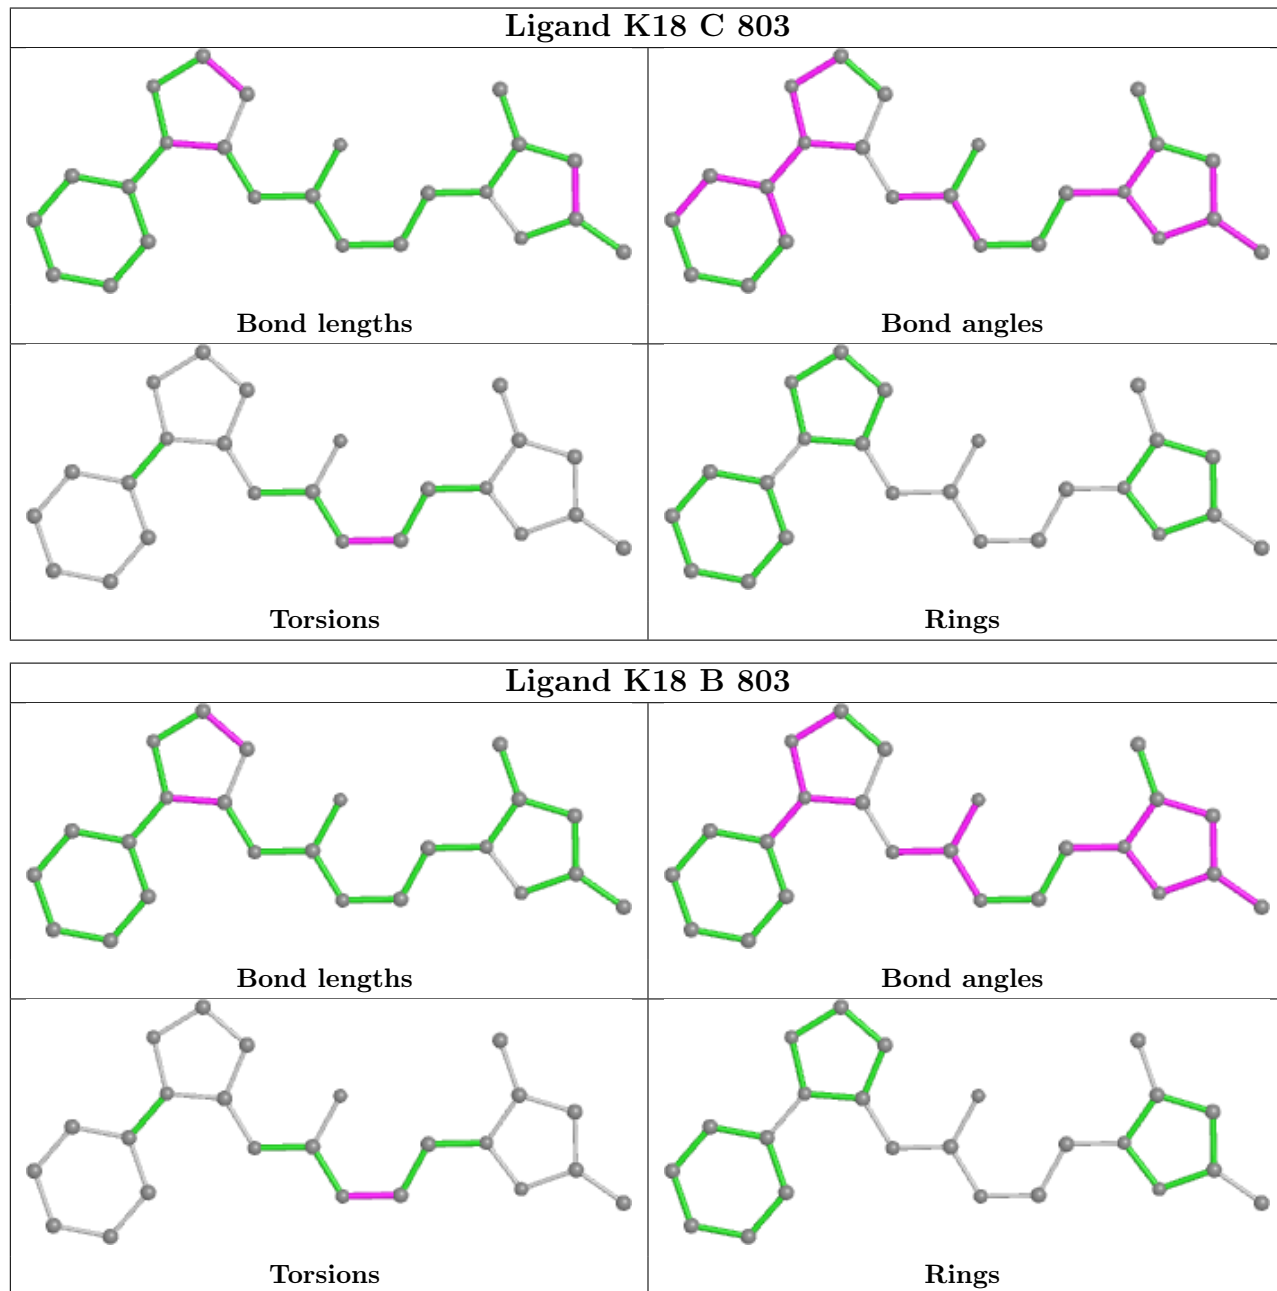 Ligand K18 C 803
Bond lengths
Bond angles
Torsions
Rings
Ligand K18 B 803
Bond lengths
Bond angles
Torsions
Rings